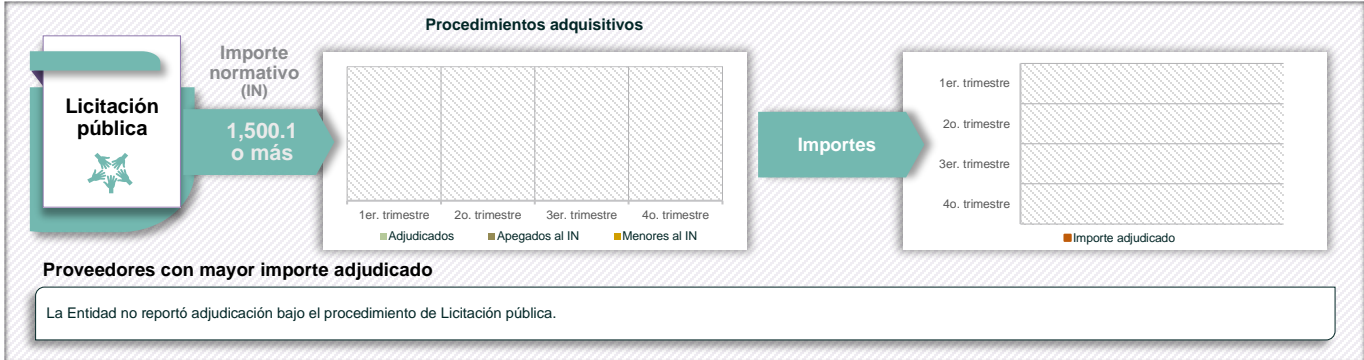 Procedimientos adquisitivos
Licitación
pública
Importe
normativo
(IN)
1,500.1
o más
1er. trimestre 2o. trimestre 3er. trimestre 4o. trimestre
Adjudicados Apegados al IN Menores al IN
Importes
1er. trimestre
2o. trimestre
3er. trimestre
4o. trimestre
Importe adjudicado
Proveedores con mayor importe adjudicado
La Entidad no reportó adjudicación bajo el procedimiento de Licitación pública.